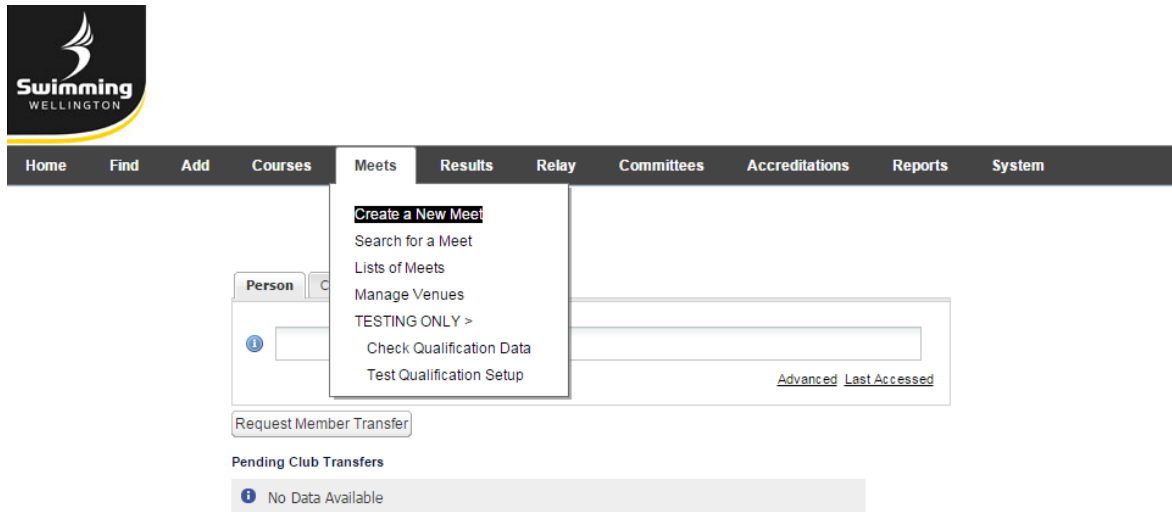 Swimming
WELLINGTON
Home Find Add Courses Meets Results Relay Committees Accreditations Reports System
Create a New Meet
Search for a Meet
Lists of Meets
Manage Venues
TESTING ONLY >
Check Qualification Data
Test Qualification Setup
Person C
Advanced Last Accessed
Request Member Transfer
Pending Club Transfers
No Data Available